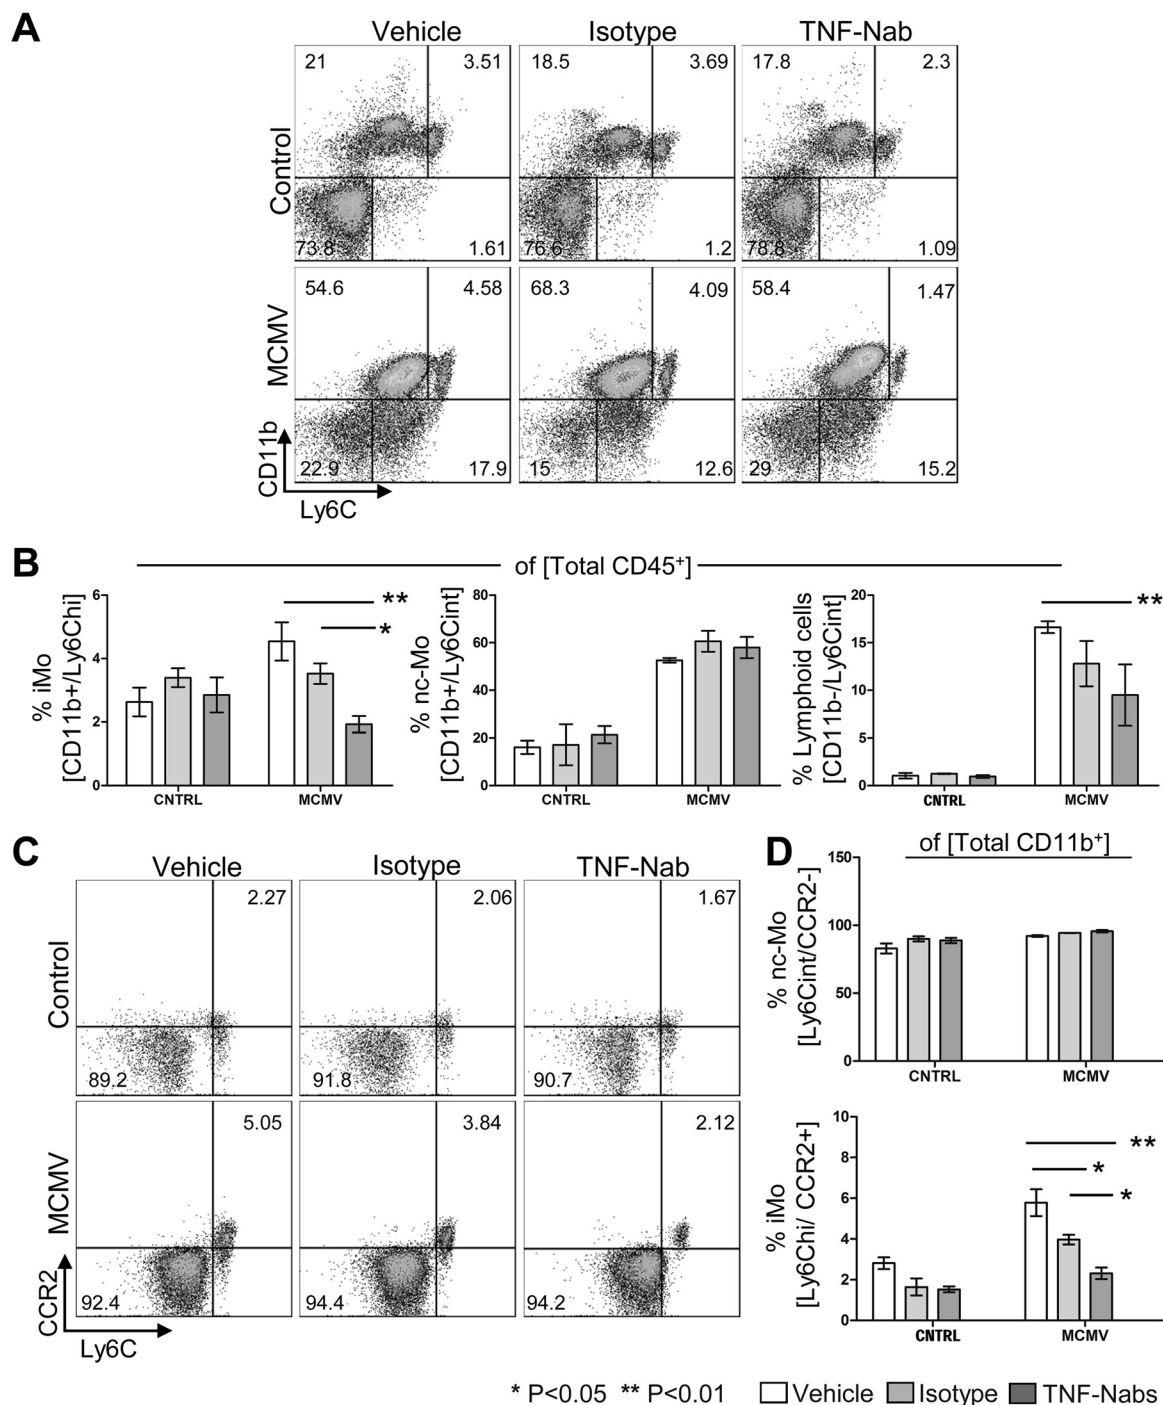 A
Vehicle Isotype TNF-Nab
Control
21 3.51 18.5 3.69 17.8 2.3
73.8 1.61 76.6 1.2 78.8 1.09
MCMV
54.6 4.58 68.3 4.09 58.4 1.47
22.9 17.9 15 12.6 29 15.2
CD11b
Ly6C
B
of [Total CD45+]
% iMo
[CD11b+/Ly6Chi]
6
4
2
0
** 
*
CNTRL MCMV
% nc-Mo
[CD11b+/Ly6Cint]
80
60
40
20
0
CNTRL MCMV
% Lymphoid cells
[CD11b-/Ly6Cint]
20
15
10
5
0
**
CNTRL MCMV
C
Vehicle Isotype TNF-Nab
Control
2.27 2.06 1.67
89.2 91.8 90.7
MCMV
5.05 3.84 2.12
92.4 94.4 94.2
CCR2
Ly6C
D
of [Total CD11b+]
% nc-Mo
[Ly6Cint/CCR2-]
150
100
50
0
CNTRL MCMV
% iMo
[Ly6Chi/ CCR2+]
10
8
6
4
2
0
**
*
*
CNTRL MCMV
* P<0.05 ** P<0.01 Vehicle Isotype TNF-Nabs